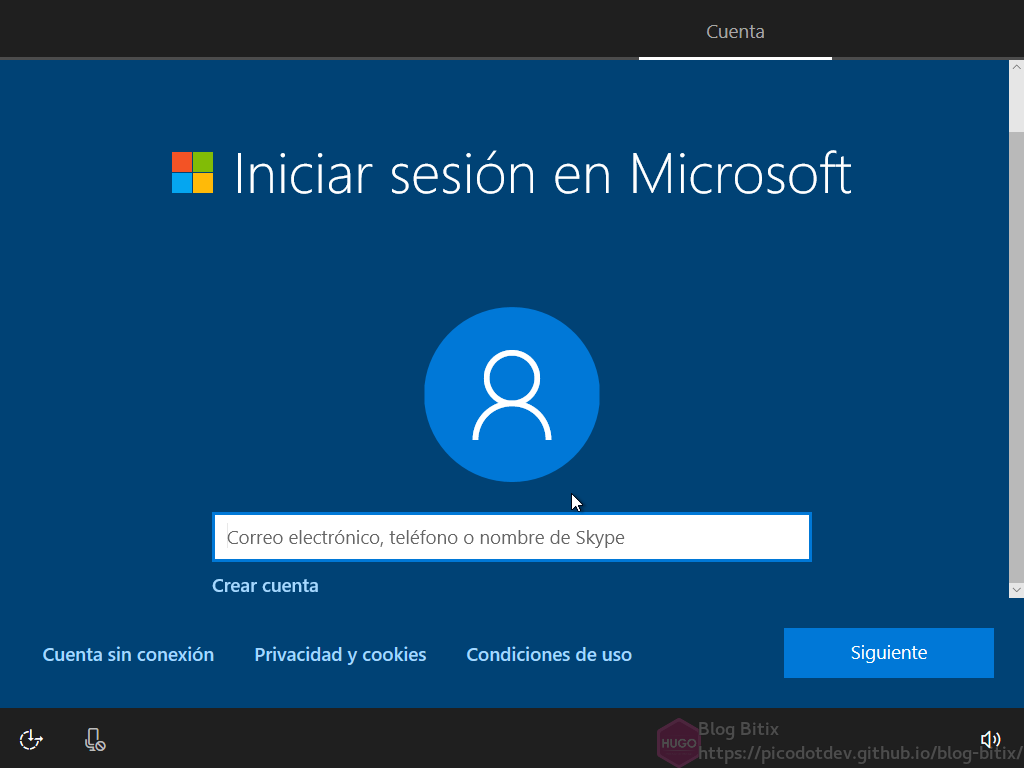 Cuenta
Iniciar sesión en Microsoft
Correo electrónico, teléfono o nombre de Skype
Crear cuenta
Cuenta sin conexión
Privacidad y cookies
Condiciones de uso
Siguiente
HUGO
Blog Bitix
https://picodotdev.github.io/blog-bitix/